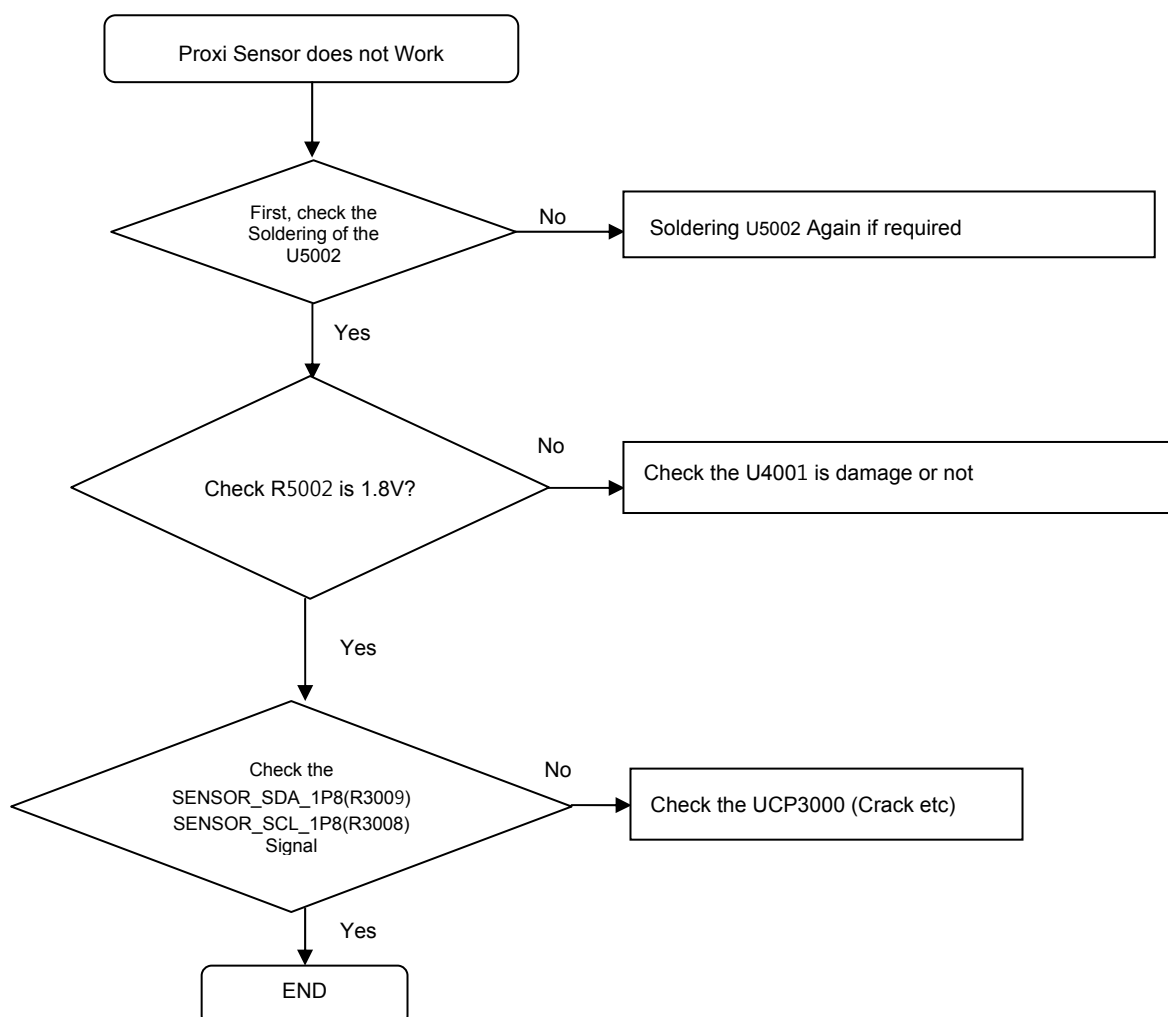 Proxi Sensor does not Work
First, check the
Soldering of the
U5002
No
Soldering U5002 Again if required
Yes
Check R5002 is 1.8V?
No
Check the U4001 is damage or not
Yes
Check the
SENSOR_SDA_1P8(R3009)
SENSOR_SCL_1P8(R3008)
Signal
No
Check the UCP3000 (Crack etc)
Yes
END